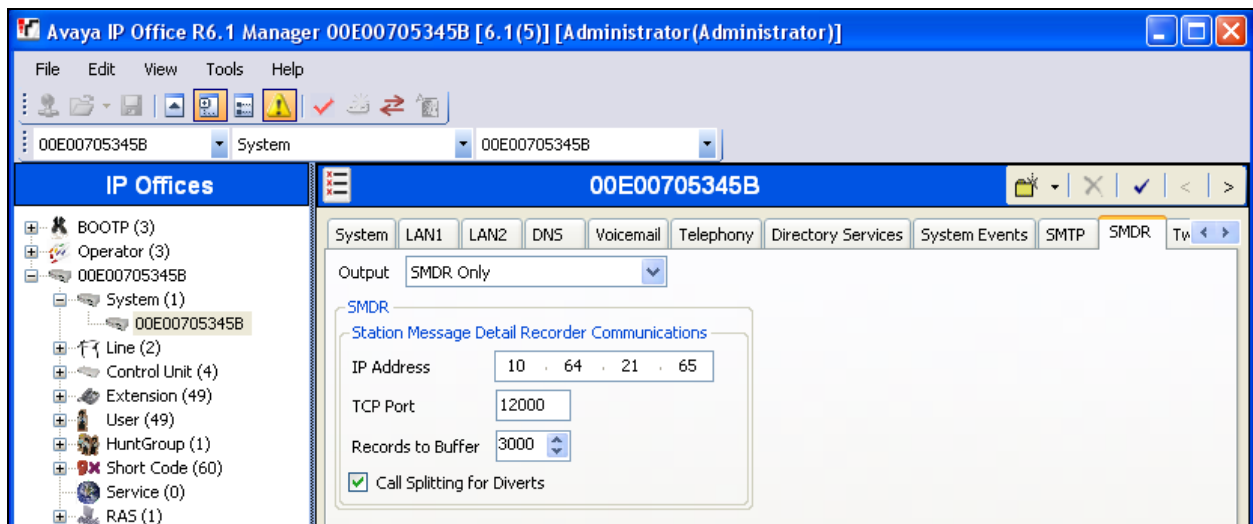 Avaya IP Office R6.1 Manager 00E00705345B [6.1(5)] [Administrator(Administrator)]
File Edit View Tools Help
00E00705345B System 00E00705345B
IP Offices
BOOTP (3)
Operator (3)
00E00705345B
System (1)
00E00705345B
Line (2)
Control Unit (4)
Extension (49)
User (49)
HuntGroup (1)
Short Code (60)
Service (0)
RAS (1)
00E00705345B
System LAN1 LAN2 DNS Voicemail Telephony Directory Services System Events SMTP SMDR Tw
Output SMDR Only
SMDR
Station Message Detail Recorder Communications
IP Address 10 . 64 . 21 . 65
TCP Port 12000
Records to Buffer 3000
Call Splitting for Diverts